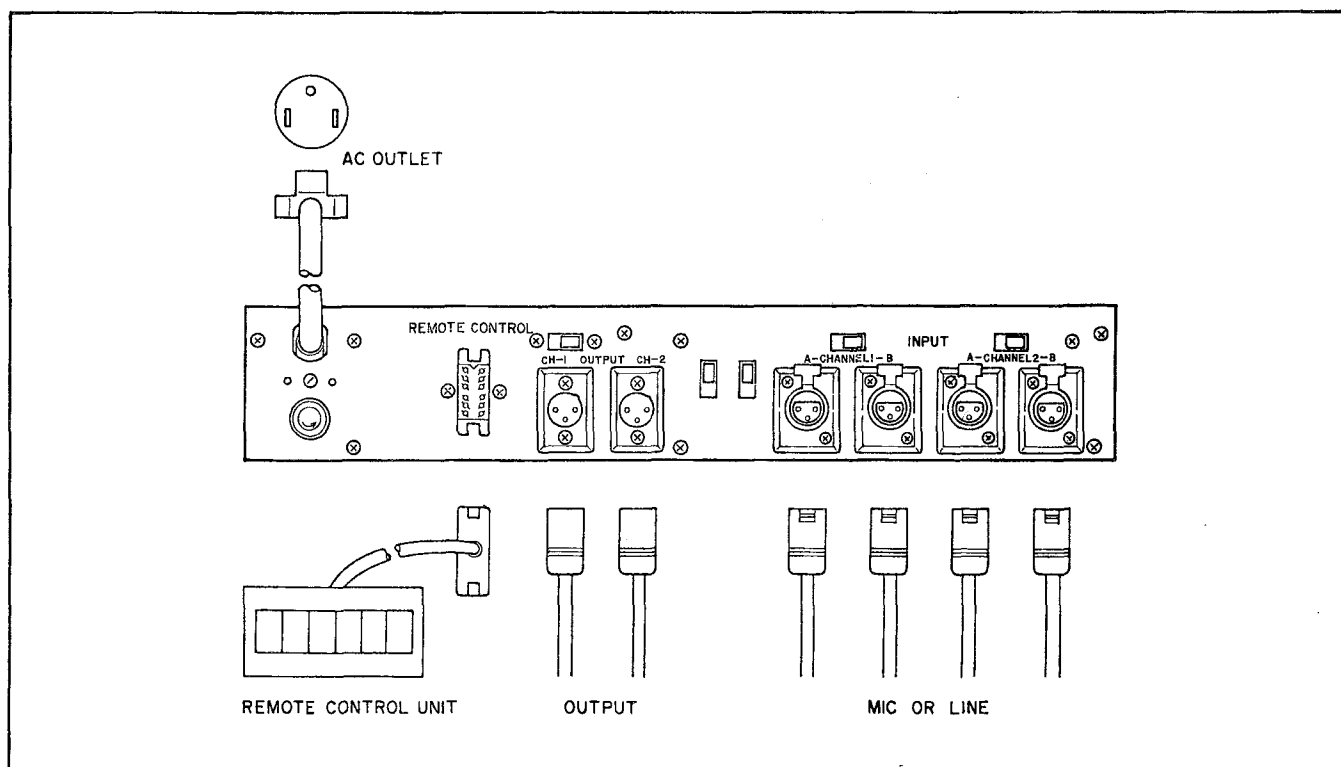 AC OUTLET
REMOTE CONTROL
CH-1 OUTPUT CH-2
INPUT
A-CHANNEL1-B
A-CHANNEL2-B
REMOTE CONTROL UNIT
OUTPUT
MIC OR LINE